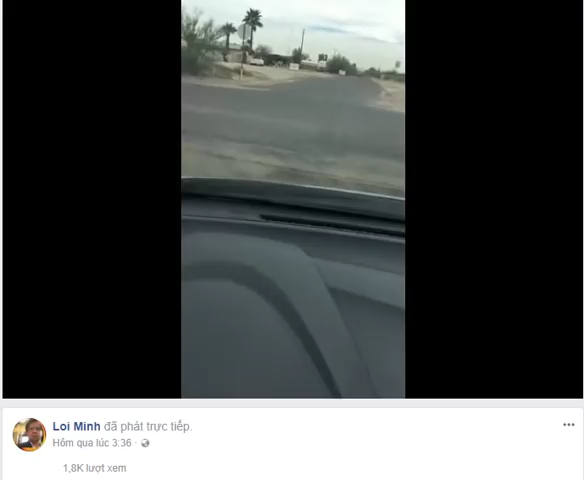 Loi Minh đã phát trực tiếp.
Hôm qua lúc 3:36 ·
1,8K lượt xem